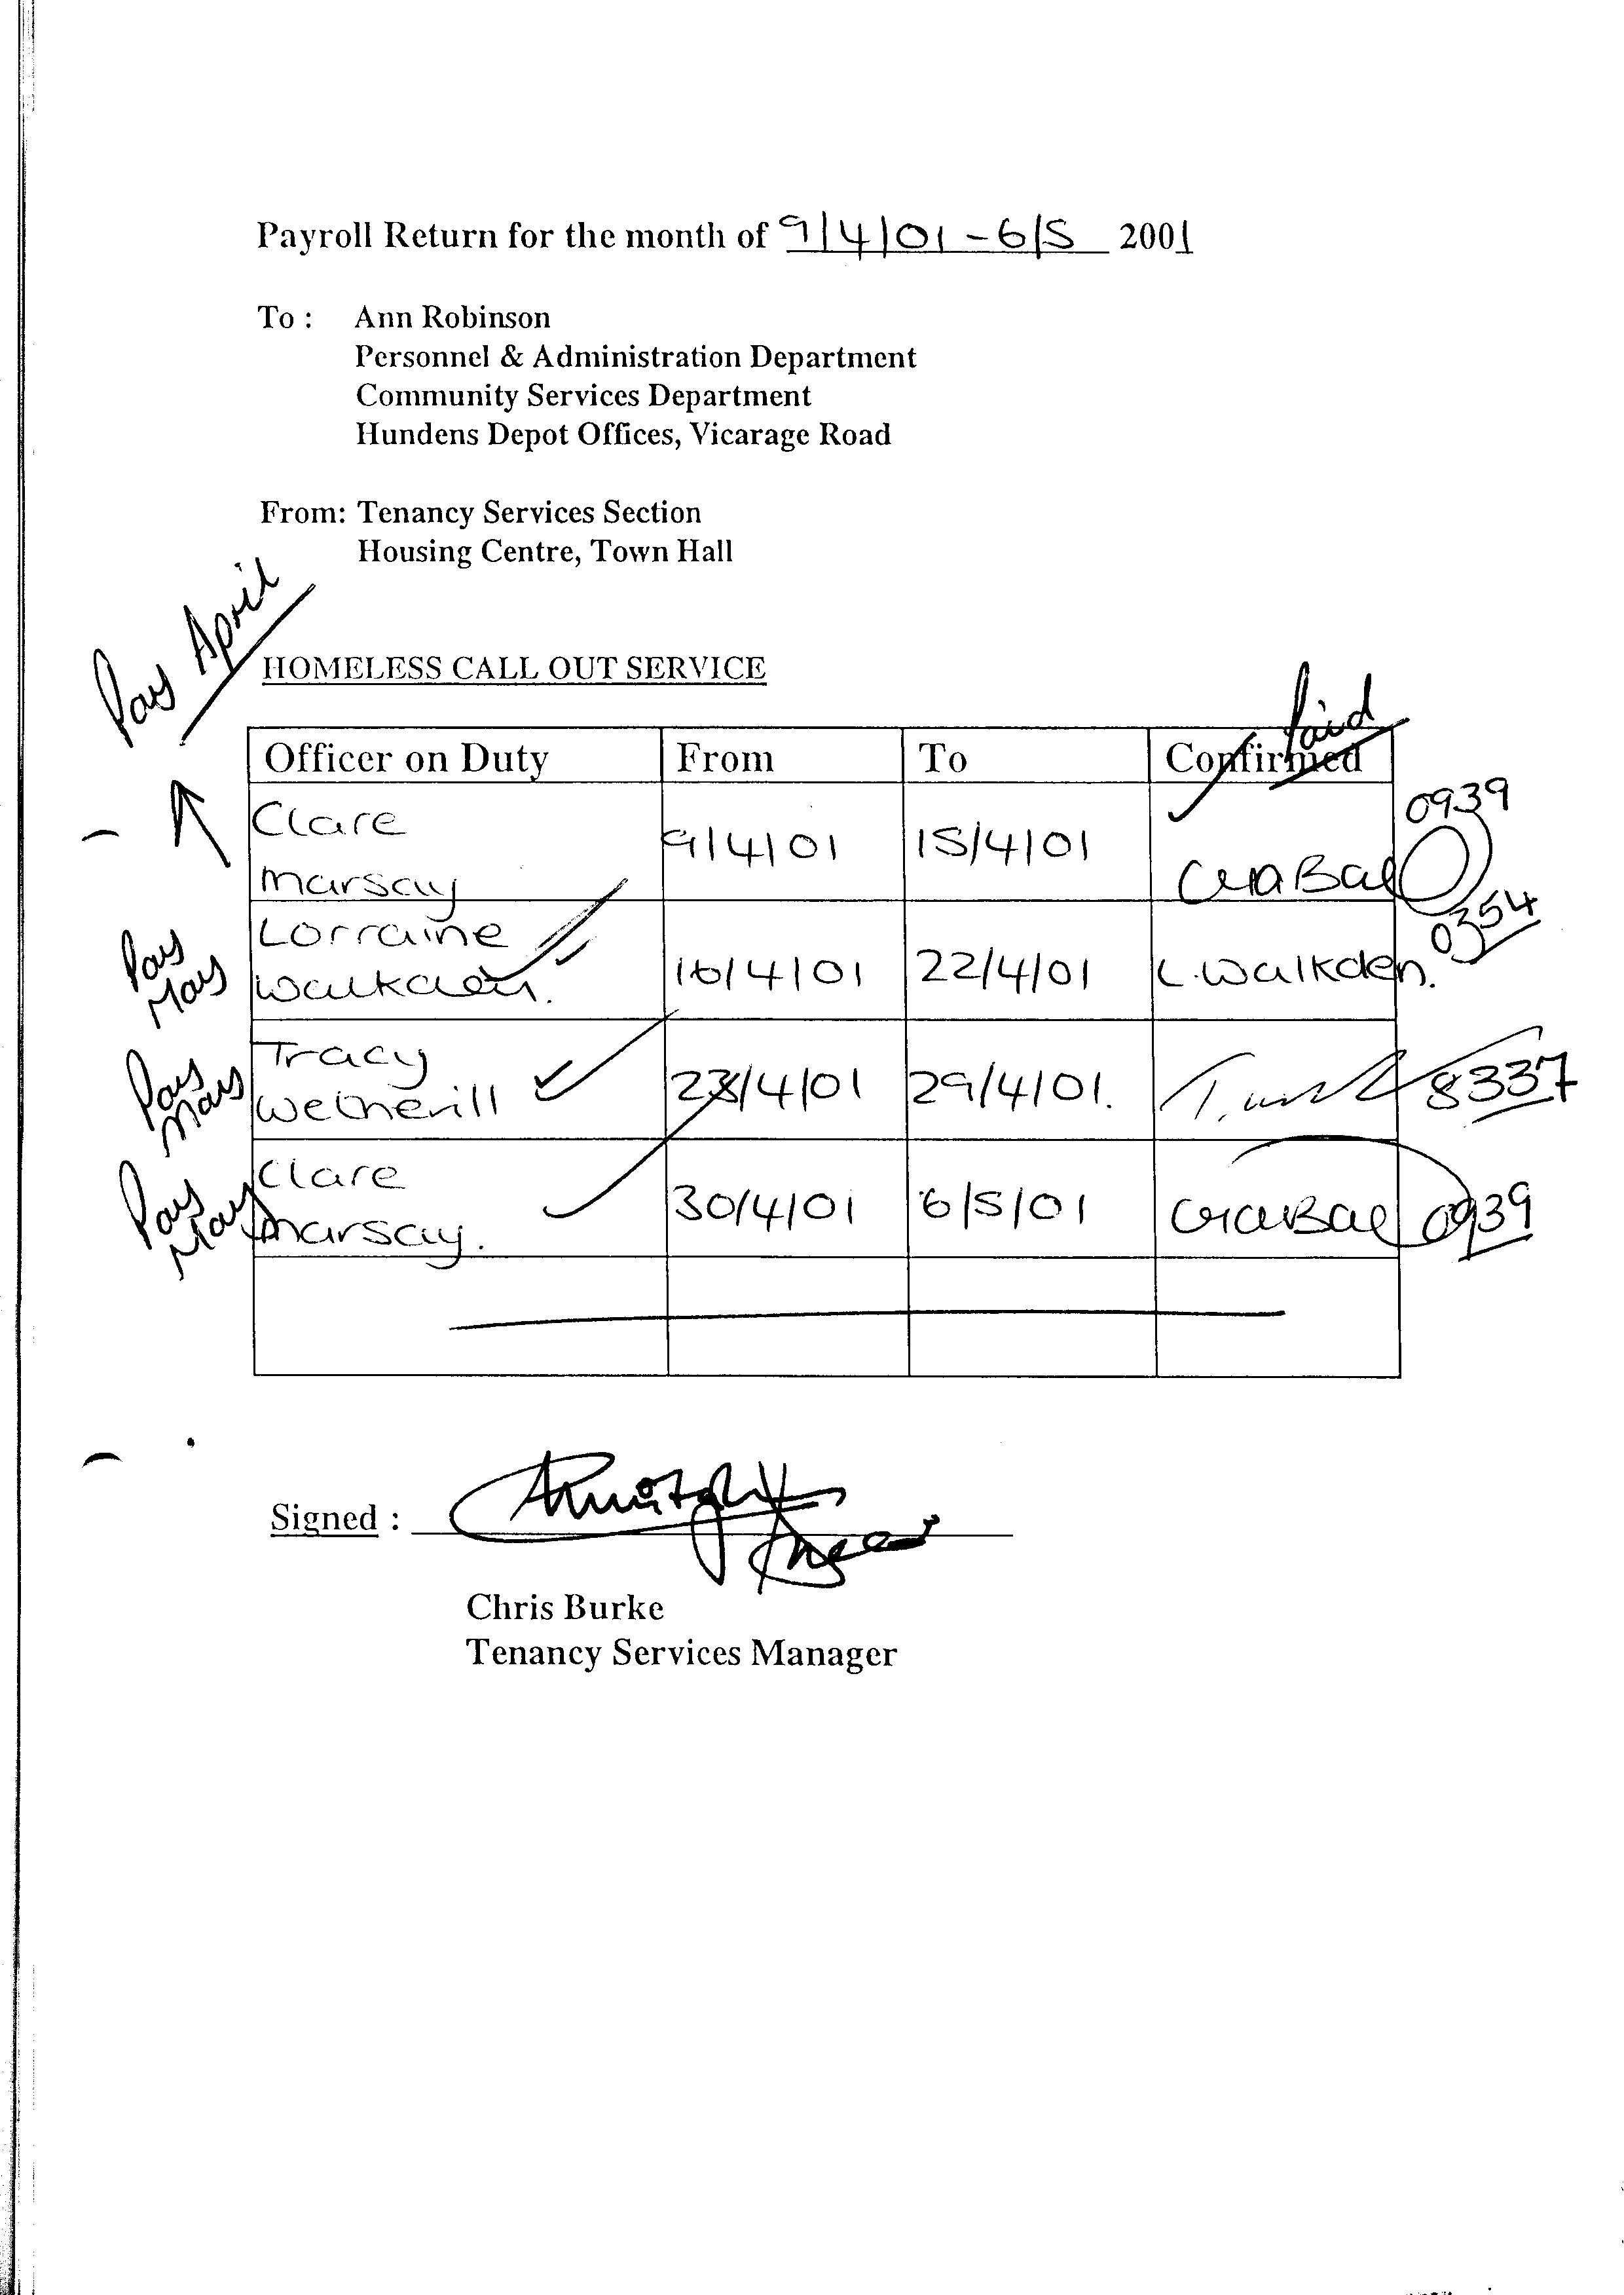 Payroll Return for the month of 9/4/01 - 6/5 2001
To : Ann Robinson
Personnel & Administration Department
Community Services Department
Hundens Depot Offices, Vicarage Road
From: Tenancy Services Section
Housing Centre, Town Hall
Pay April
HOMELESS CALL OUT SERVICE
Paid
Officer on Duty From To Confirmed
Clare
Marsay 9/4/01 15/4/01 0939
Pay
May
Lorraine
Walkden. 16/4/01 22/4/01 L. Walkden. 0354
Pay
May
Tracy
Wetherill 23/4/01 29/4/01. 8337
Pay
May
Clare
Marsay. 30/4/01 6/5/01 0939
Signed :
Chris Burke
Tenancy Services Manager